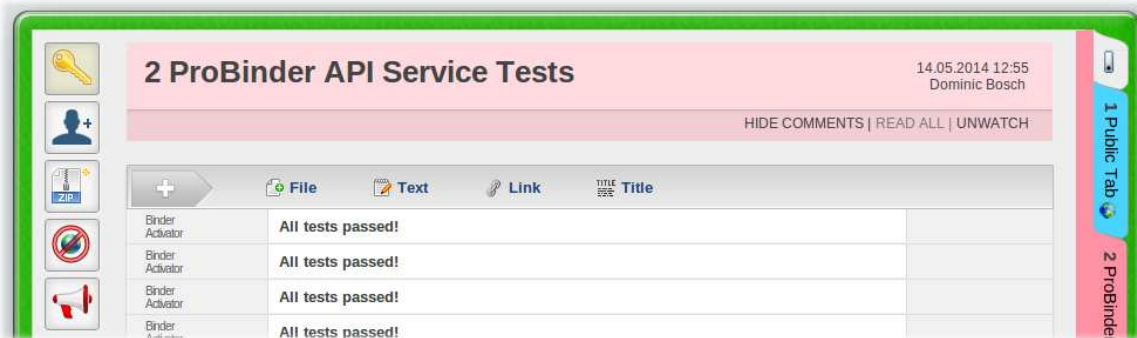 2 ProBinder API Service Tests
14.05.2014 12:55
Dominic Bosch
HIDE COMMENTS | READ ALL | UNWATCH
ZIP
File Text Link TITLE Title
Binder
Activator
All tests passed!
Binder
Activator
All tests passed!
Binder
Activator
All tests passed!
Binder
Activator
All tests passed!
1 Public Tab
2 ProBinder